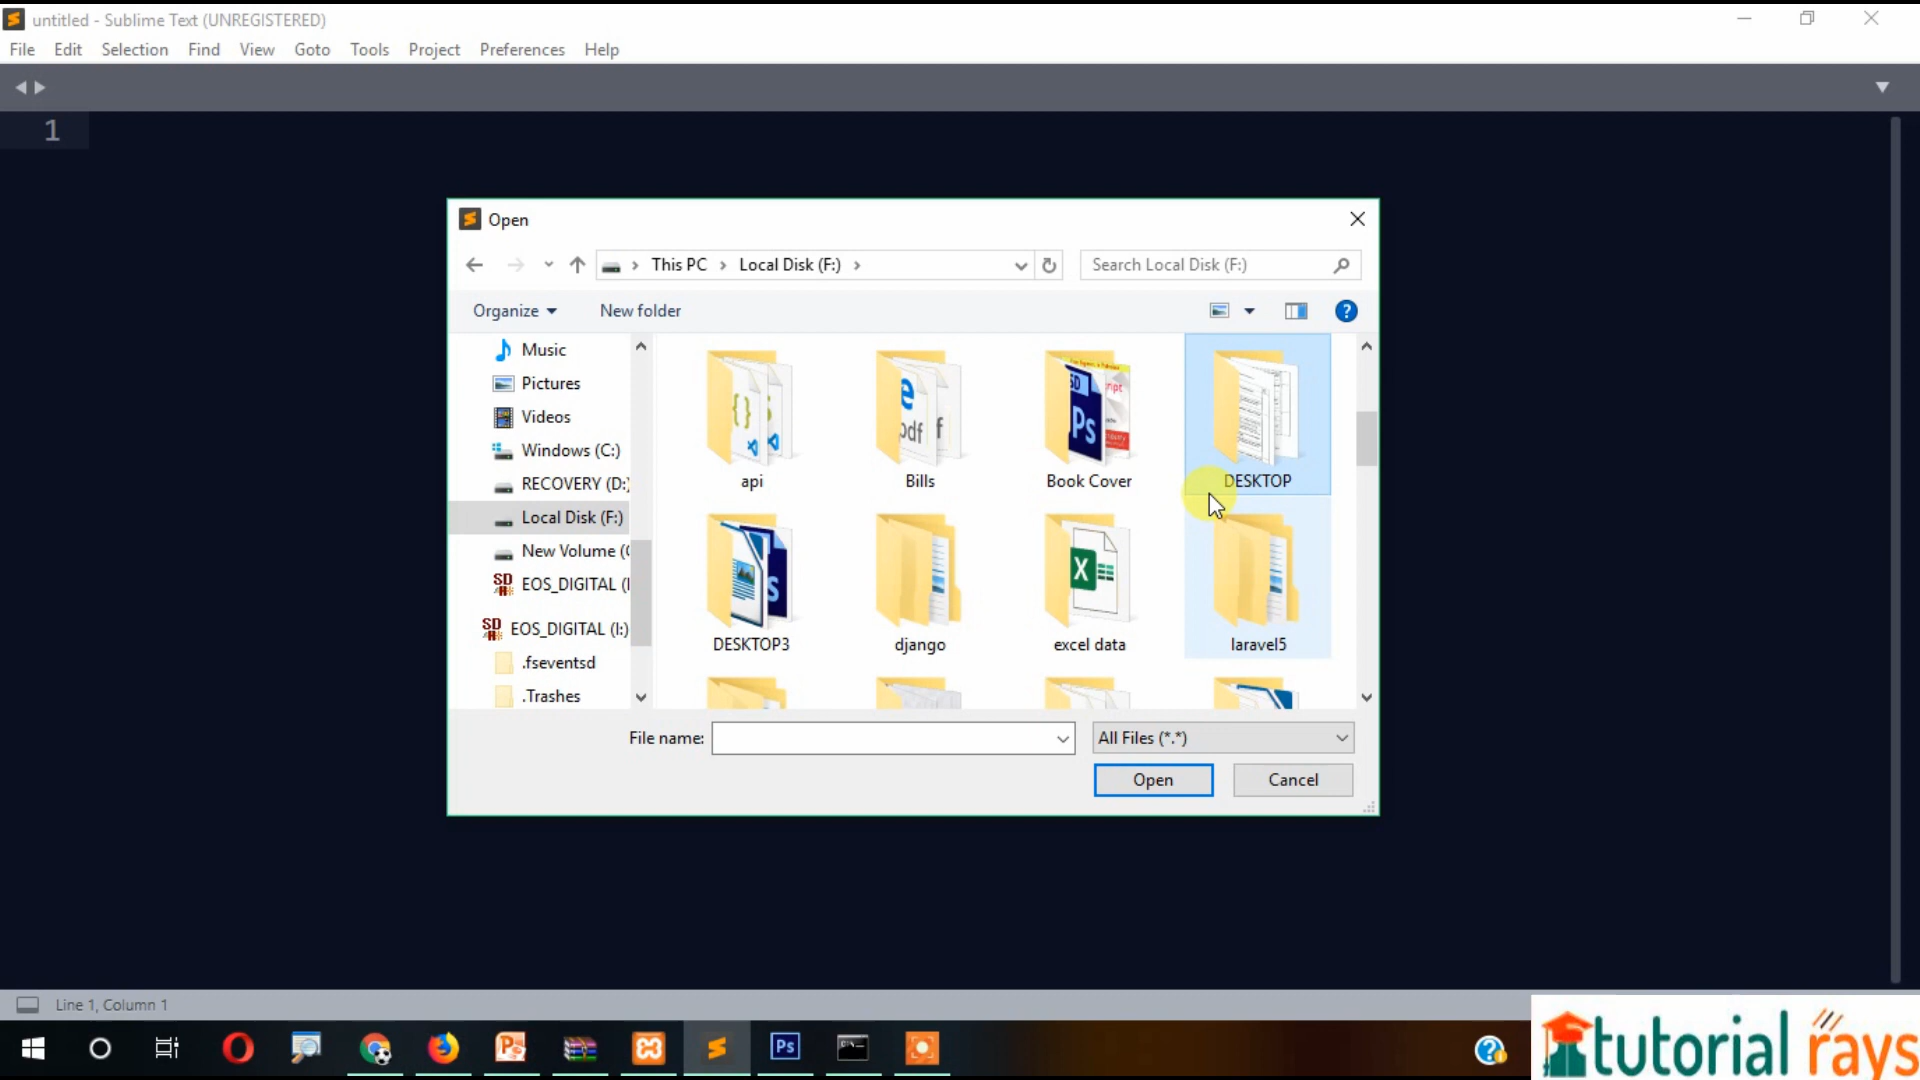 untitled - Sublime Text (UNREGISTERED)
File Edit Selection Find View Goto Tools Project Preferences Help
1
Open
This PC > Local Disk (F:) >
Search Local Disk (F:)
Organize New folder
Music
Pictures
Videos
Windows (C:)
RECOVERY (D:)
Local Disk (F:)
New Volume (
EOS_DIGITAL (
EOS_DIGITAL (I:)
.fseventsd
.Trashes
api
Bills
Book Cover
DESKTOP
DESKTOP3
django
excel data
laravel5
File name:
All Files (*.*)
Open
Cancel
Line 1, Column 1
tutorial rays